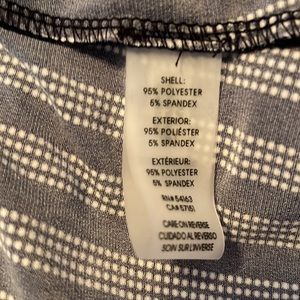 SHELL:
95% POLYESTER
5% SPANDEX
EXTERIOR:
95% POLIÉSTER
5% SPANDEX
EXTÉRIEUR:
95% POLYESTER
5% SPANDEX
RN# 54163
CA# 57151
CARE ON REVERSE
CUIDADO AL REVERSO
SOIN SUR L'INVERSE